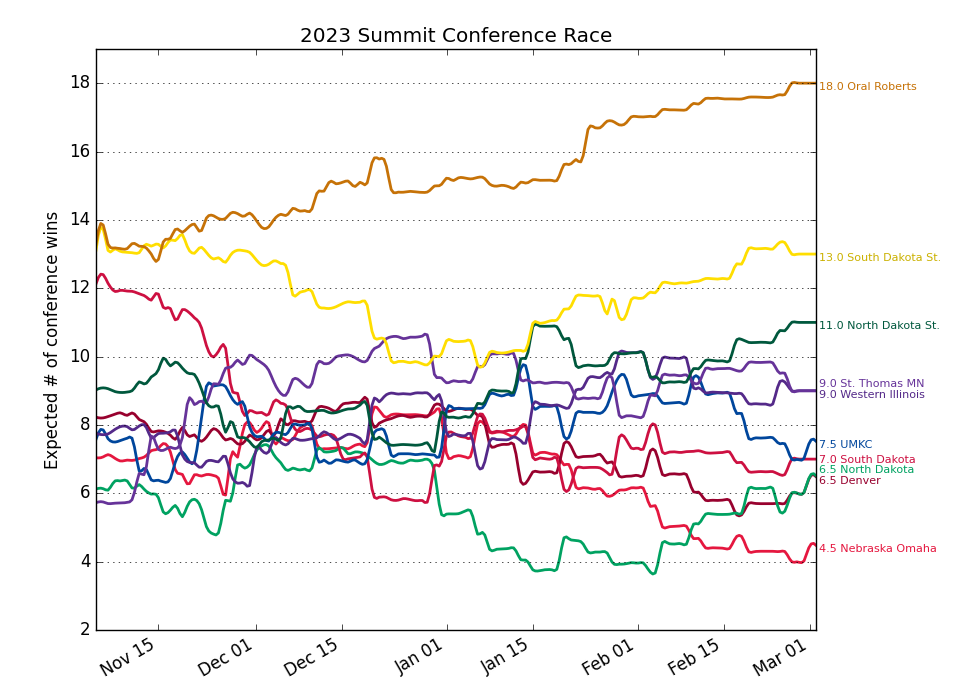 2023 Summit Conference Race
Expected # of conference wins
18
16
14
12
10
8
6
4
2
Nov 15
Dec 01
Dec 15
Jan 01
Jan 15
Feb 01
Feb 15
Mar 01
18.0 Oral Roberts
13.0 South Dakota St.
11.0 North Dakota St.
9.0 St. Thomas MN
9.0 Western Illinois
7.5 UMKC
7.0 South Dakota
6.5 North Dakota
6.5 Denver
4.5 Nebraska Omaha